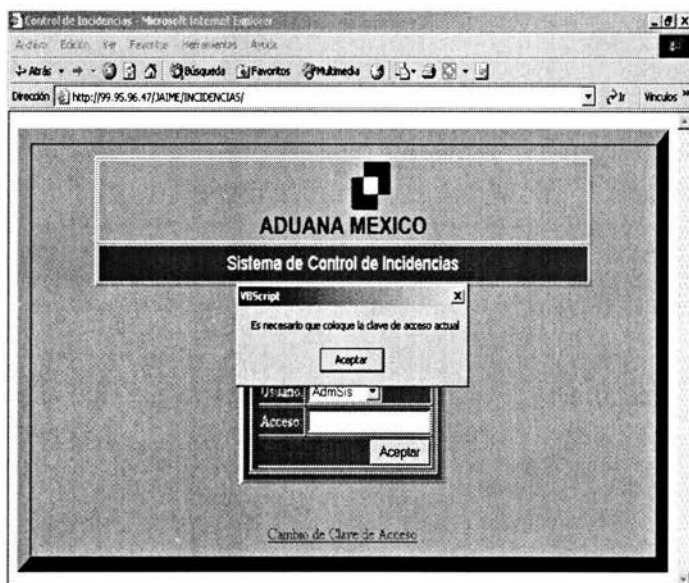 Control de Incidencias - Microsoft Internet Explorer
Archivo Edición Ver Favoritos Herramientas Ayuda
Atrás Búsqueda Favoritos Multimedia
Dirección http://99.95.96.47/JAIME/INCIDENCIAS/ Ir Vínculos »
ADUANA MEXICO
Sistema de Control de Incidencias
VBScript X
Es necesario que coloque la clave de acceso actual
Aceptar
Usuario: AdmSis
Acceso:
Aceptar
Cambio de Clave de Acceso